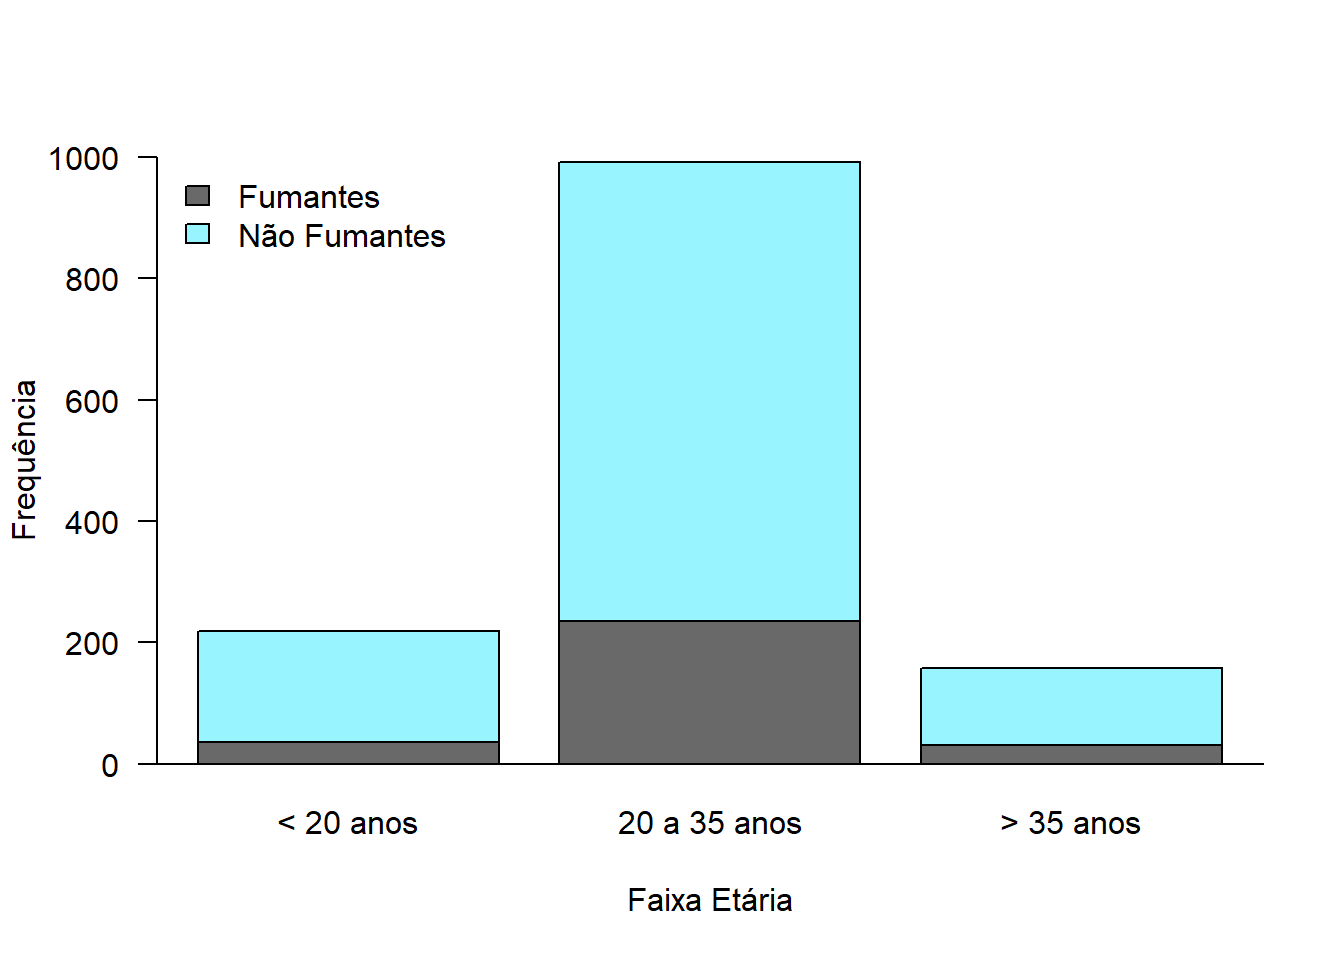 1000
800
600
400
200
0
Frequência
Fumantes
Não Fumantes
< 20 anos
20 a 35 anos
> 35 anos
Faixa Etária